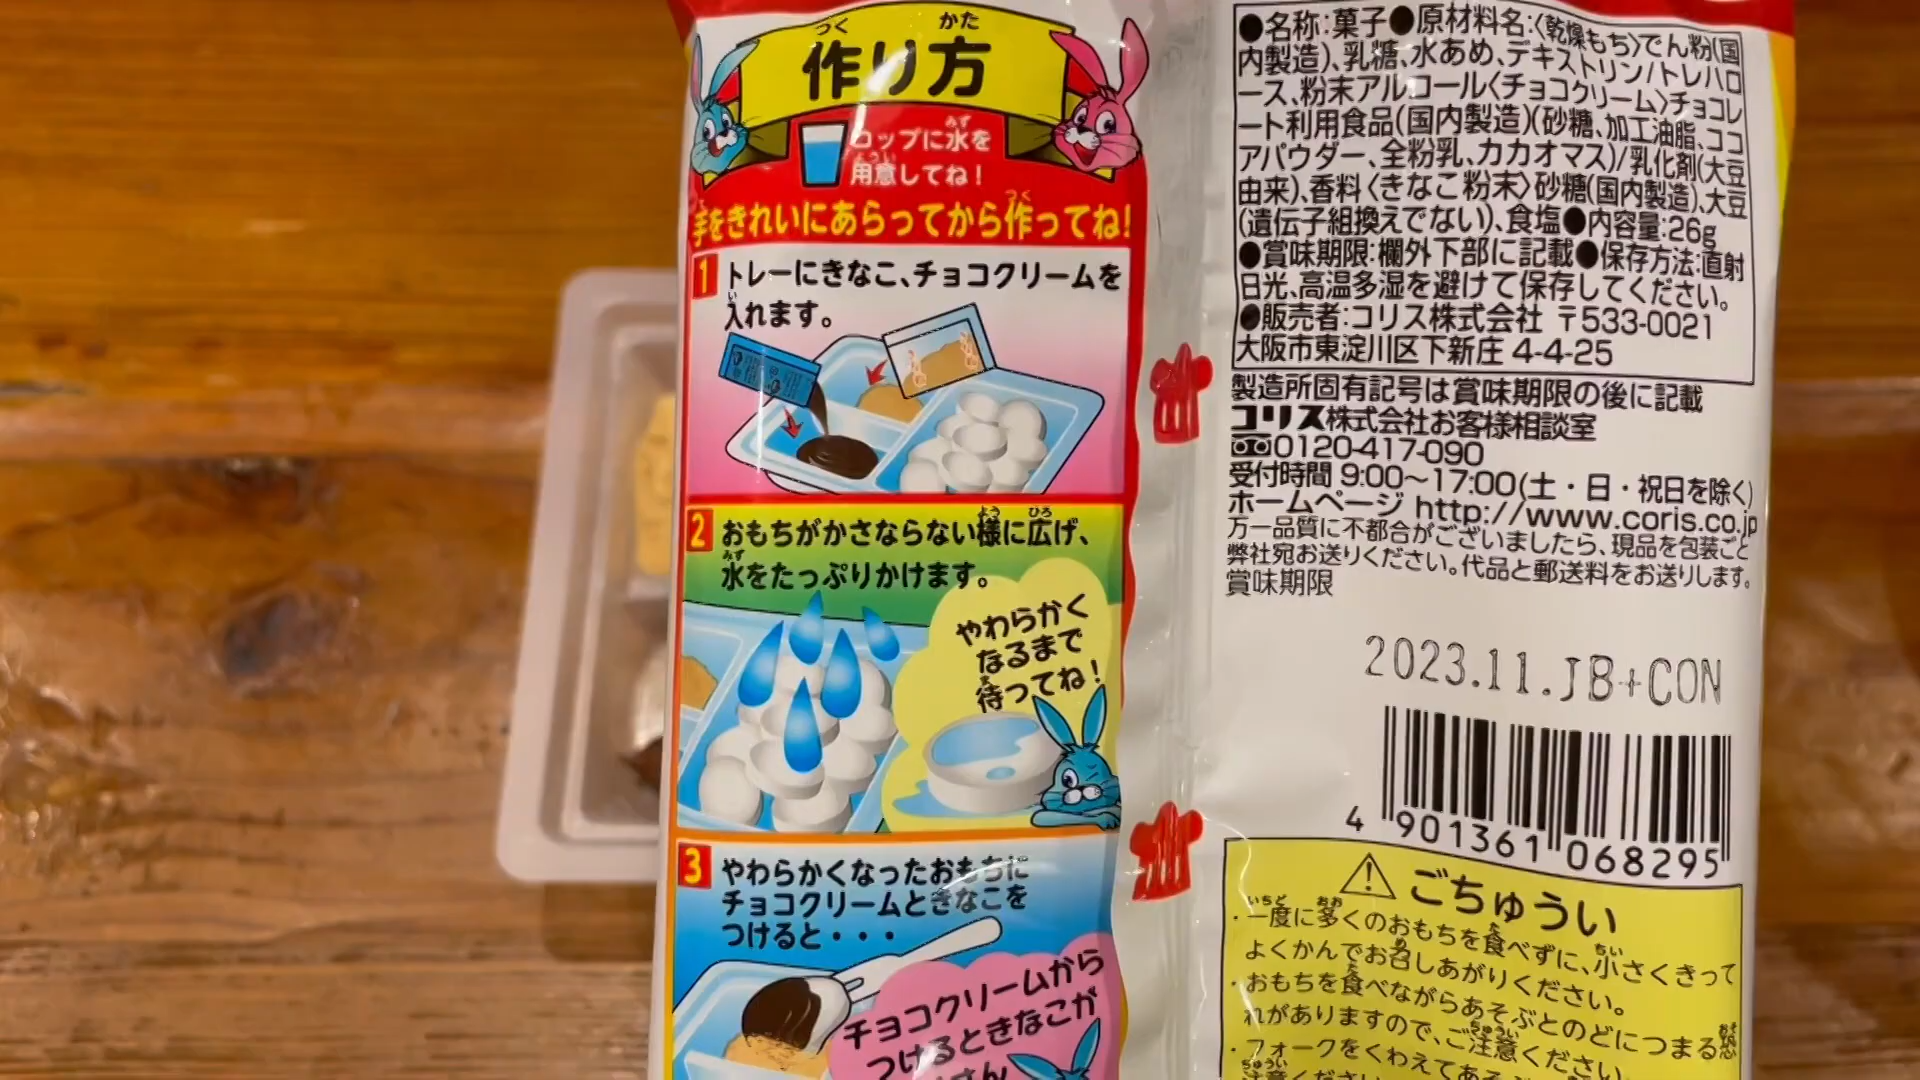 作り方
コップに水を
用意してね!
手をきれいにあらってから作ってね!
1 トレーにきなこ、チョコクリームを
入れます。
2 おもちがかさならない様に広げ、
水をたっぷりかけます。
やわらかく
なるまで
待ってね!
3 やわらかくなったおもちに
チョコクリームときなこを
つけると・・・
チョコクリームから
つけるときなこが
●名称:菓子●原材料名:〈乾燥もち〉でん粉(国
内製造)、乳糖、水あめ、デキストリン/トレハロ
ース、粉末アルコール〈チョコクリーム〉チョコレ
ート利用食品(国内製造)(砂糖、加工油脂、ココ
アパウダー、全粉乳、カカオマス)/乳化剤(大豆
由来)、香料〈きなこ粉末〉砂糖(国内製造)、大豆
(遺伝子組換えでない)、食塩●内容量:26g
●賞味期限:欄外下部に記載●保存方法:直射
日光、高温多湿を避けて保存してください。
●販売者:コリス株式会社 〒533-0021
大阪市東淀川区下新庄 4-4-25
製造所固有記号は賞味期限の後に記載
コリス株式会社お客様相談室
0120-417-090
受付時間 9:00〜17:00(土・日・祝日を除く)
ホームページ http://www.coris.co.jp
万一品質に不都合がございましたら、現品を包装ごと
弊社宛お送りください。代品と郵送料をお送りします。
賞味期限
2023.11.JB+CON
4 901361 068295
ごちゅうい
・一度に多くのおもちを食べずに、小さくきって
よくかんでお召しあがりください。
・おもちを食べながらあそぶとのどにつまる恐
れがありますので、ご注意ください。
・フォークをくわえてあそ